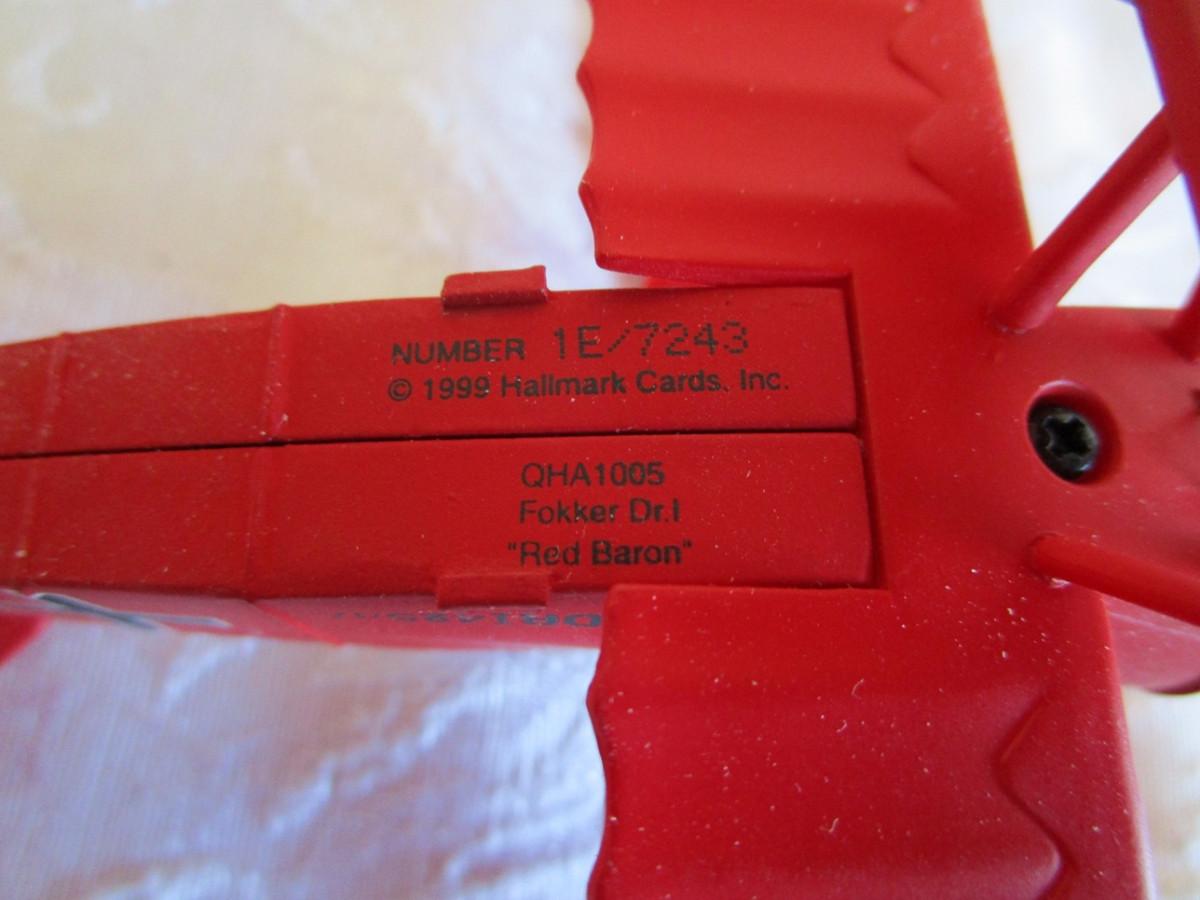 NUMBER 1E/7243
© 1999 Hallmark Cards, Inc.
QHA1005
Fokker Dr.I
"Red Baron"